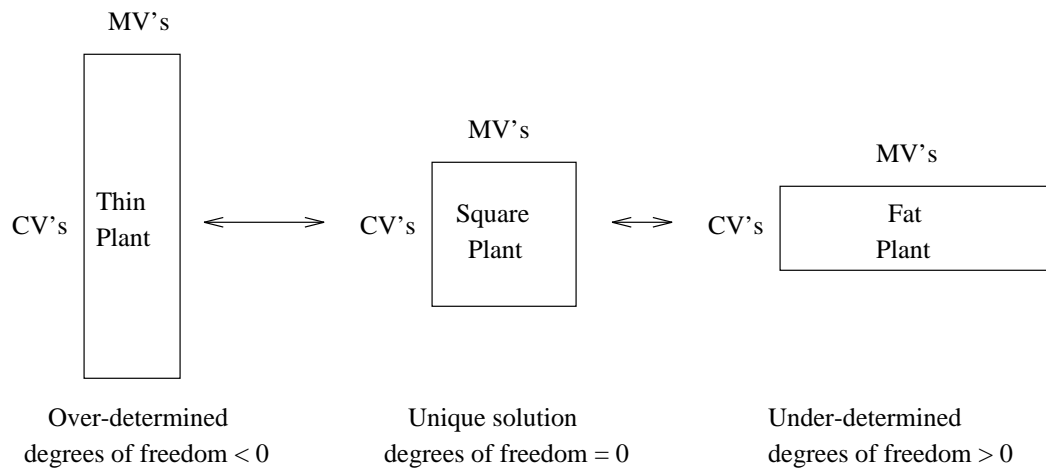 MV's
CV's
Thin
Plant
Over-determined
degrees of freedom < 0
MV's
CV's
Square
Plant
Unique solution
degrees of freedom = 0
MV's
CV's
Fat
Plant
Under-determined
degrees of freedom > 0